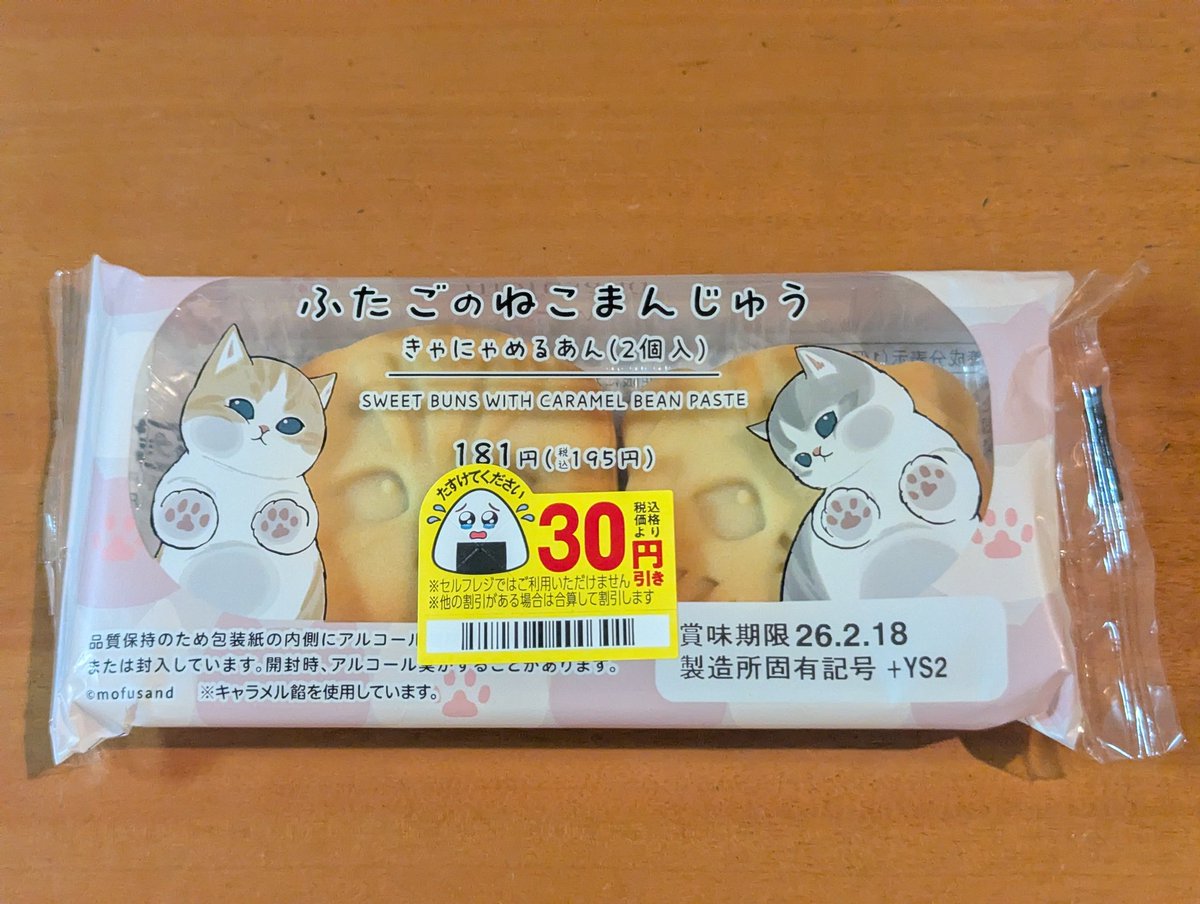 ふたごのねこまんじゅう
きゃにゃめるあん(2個入)
SWEET BUNS WITH CARAMEL BEAN PASTE
181円(税込195円)
たすけてください
税込価格より
30円引き
※セルフレジではご利用いただけません
※他の割引がある場合は合算して割引します
品質保持のため包装紙の内側にアルコール
または封入しています。開封時、アルコール臭がすることがあります。
©mofusand ※キャラメル餡を使用しています。
賞味期限 26.2.18
製造所固有記号 +YS2